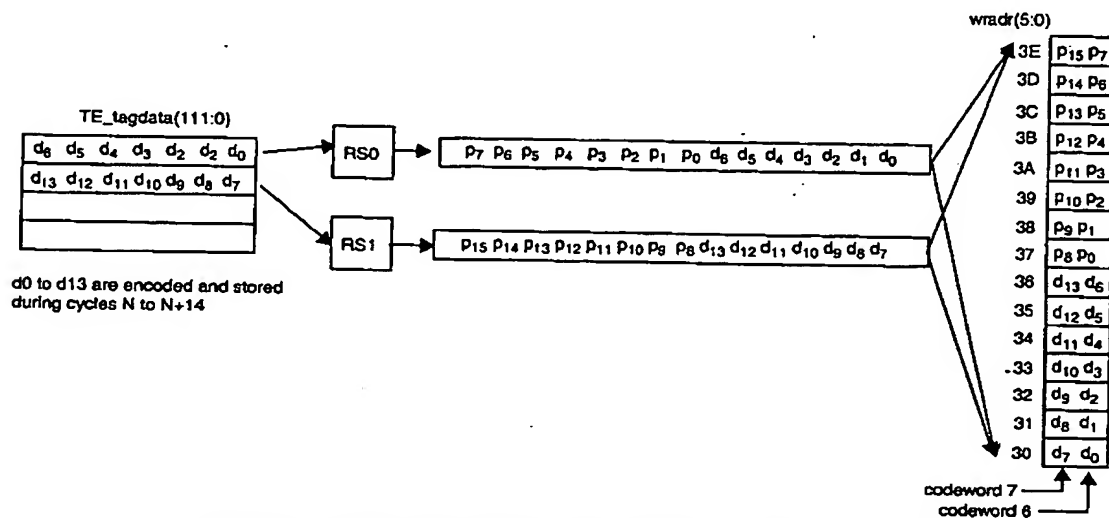 wradr(5:0)
TE_tagdata(111:0)
d6 d5 d4 d3 d2 d2 d0
d13 d12 d11 d10 d9 d8 d7
d0 to d13 are encoded and stored
during cycles N to N+14
RS0
RS1
p7 p6 p5 p4 p3 p2 p1 p0 d6 d5 d4 d3 d2 d1 d0
p15 p14 p13 p12 p11 p10 p9 p8 d13 d12 d11 d10 d9 d8 d7
3E p15 p7
3D p14 p6
3C p13 p5
3B p12 p4
3A p11 p3
39 p10 p2
38 p9 p1
37 p8 p0
36 d13 d6
35 d12 d5
34 d11 d4
33 d10 d3
32 d9 d2
31 d8 d1
30 d7 d0
codeword 7
codeword 6